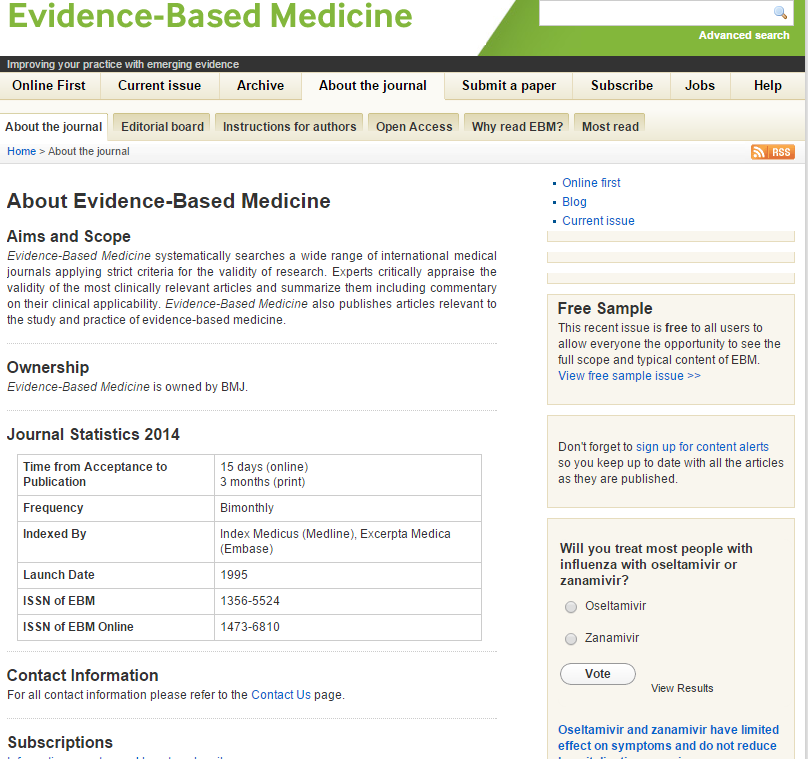 Evidence-Based Medicine
Advanced search
Improving your practice with emerging evidence
Online First Current issue Archive About the journal Submit a paper Subscribe Jobs Help
About the journal Editorial board Instructions for authors Open Access Why read EBM? Most read
Home > About the journal
RSS
About Evidence-Based Medicine
Aims and Scope
Evidence-Based Medicine systematically searches a wide range of international medical
journals applying strict criteria for the validity of research. Experts critically appraise the
validity of the most clinically relevant articles and summarize them including commentary
on their clinical applicability. Evidence-Based Medicine also publishes articles relevant to
the study and practice of evidence-based medicine.
Ownership
Evidence-Based Medicine is owned by BMJ.
Journal Statistics 2014
Time from Acceptance to
Publication
15 days (online)
3 months (print)
Frequency Bimonthly
Indexed By
Index Medicus (Medline), Excerpta Medica
(Embase)
Launch Date 1995
ISSN of EBM 1356-5524
ISSN of EBM Online 1473-6810
Contact Information
For all contact information please refer to the Contact Us page.
Subscriptions
Online first
Blog
Current issue
Free Sample
This recent issue is free to all users to
allow everyone the opportunity to see the
full scope and typical content of EBM.
View free sample issue >>
Don't forget to sign up for content alerts
so you keep up to date with all the articles
as they are published.
Will you treat most people with
influenza with oseltamivir or
zanamivir?
Oseltamivir
Zanamivir
Vote
View Results
Oseltamivir and zanamivir have limited
effect on symptoms and do not reduce